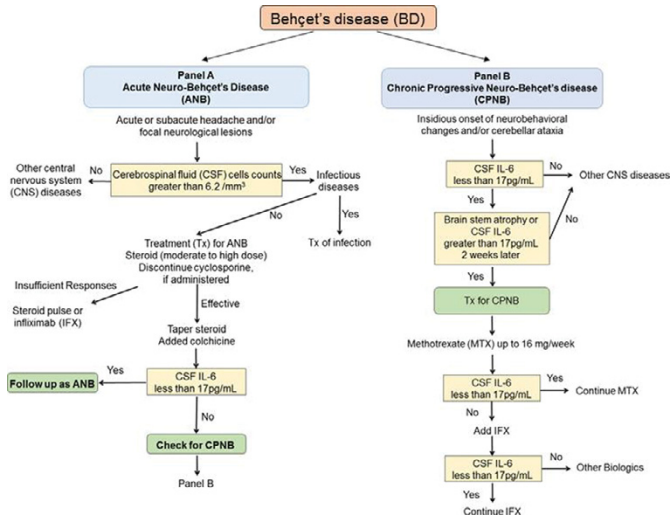 Behçet's disease (BD)
Panel A
Acute Neuro-Behçet's Disease
(ANB)
Acute or subacute headache and/or
focal neurological lesions
Other central
nervous system
(CNS) diseases
No
Cerebrospinal fluid (CSF) cells counts
greater than 6.2 /mm³
Yes
Infectious
diseases
No
Yes
Tx of infection
Treatment (Tx) for ANB
Steroid (moderate to high dose)
Discontinue cyclosporine,
if administered
Insufficient Responses
Steroid pulse or
infliximab (IFX)
Effective
Taper steroid
Added colchicine
Follow up as ANB
Yes
CSF IL-6
less than 17pg/mL
No
Check for CPNB
Panel B
Panel B
Chronic Progressive Neuro-Behçet's disease
(CPNB)
Insidious onset of neurobehavioral
changes and/or cerebellar ataxia
CSF IL-6
less than 17pg/mL
No
Other CNS diseases
Yes
Brain stem atrophy or
CSF IL-6
greater than 17pg/mL
2 weeks later
No
Yes
Tx for CPNB
Methotrexate (MTX) up to 16 mg/week
CSF IL-6
less than 17pg/mL
Yes
Continue MTX
No
Add IFX
CSF IL-6
less than 17pg/mL
No
Other Biologics
Yes
Continue IFX